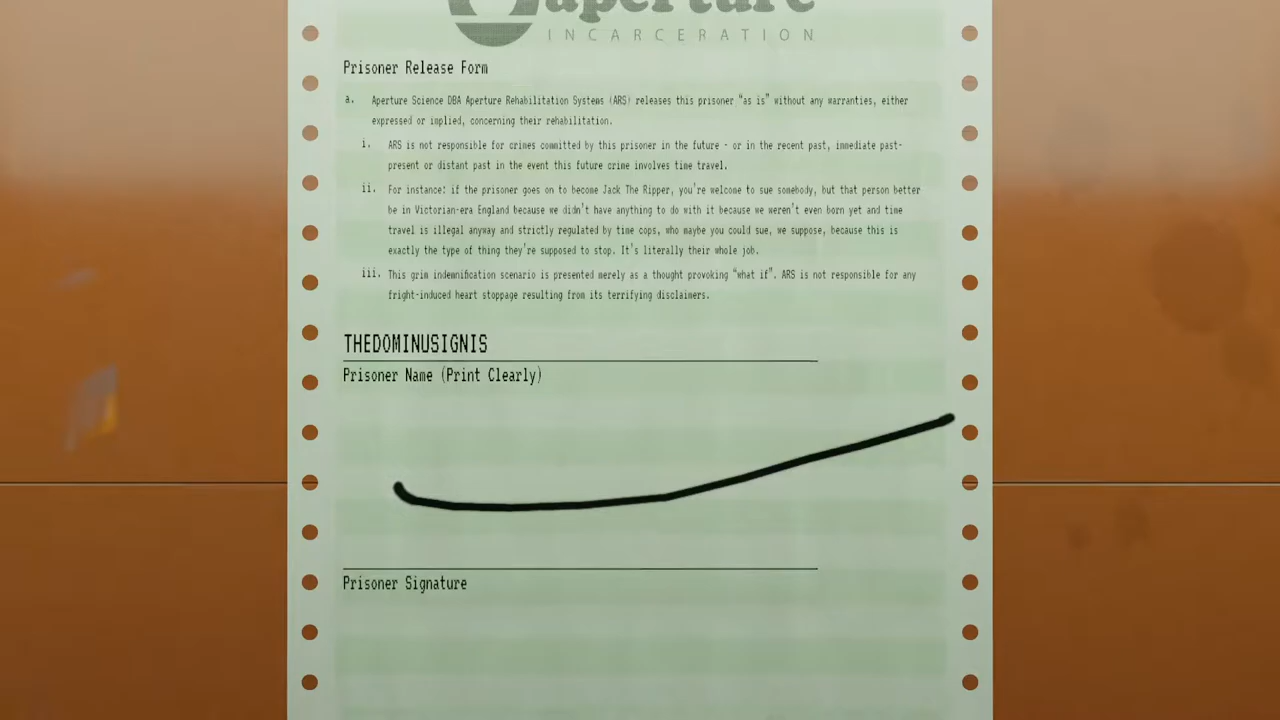 aperture
INCARCERATION
Prisoner Release Form
a. Aperture Science DBA Aperture Rehabilitation Systems (ARS) releases this prisoner "as is" without any warranties, either
expressed or implied, concerning their rehabilitation.
i. ARS is not responsible for crimes committed by this prisoner in the future - or in the recent past, immediate past-
present or distant past in the event this future crime involves time travel.
ii. For instance: if the prisoner goes on to become Jack The Ripper, you're welcome to sue somebody, but that person better
be in Victorian-era England because we didn't have anything to do with it because we weren't even born yet and time
travel is illegal anyway and strictly regulated by time cops, who maybe you could sue, we suppose, because this is
exactly the type of thing they're supposed to stop. It's literally their whole job.
iii. This grim indemnification scenario is presented merely as a thought provoking "what if". ARS is not responsible for any
fright-induced heart stoppage resulting from its terrifying disclaimers.
THEDOMINUSIGNIS
Prisoner Name (Print Clearly)
Prisoner Signature